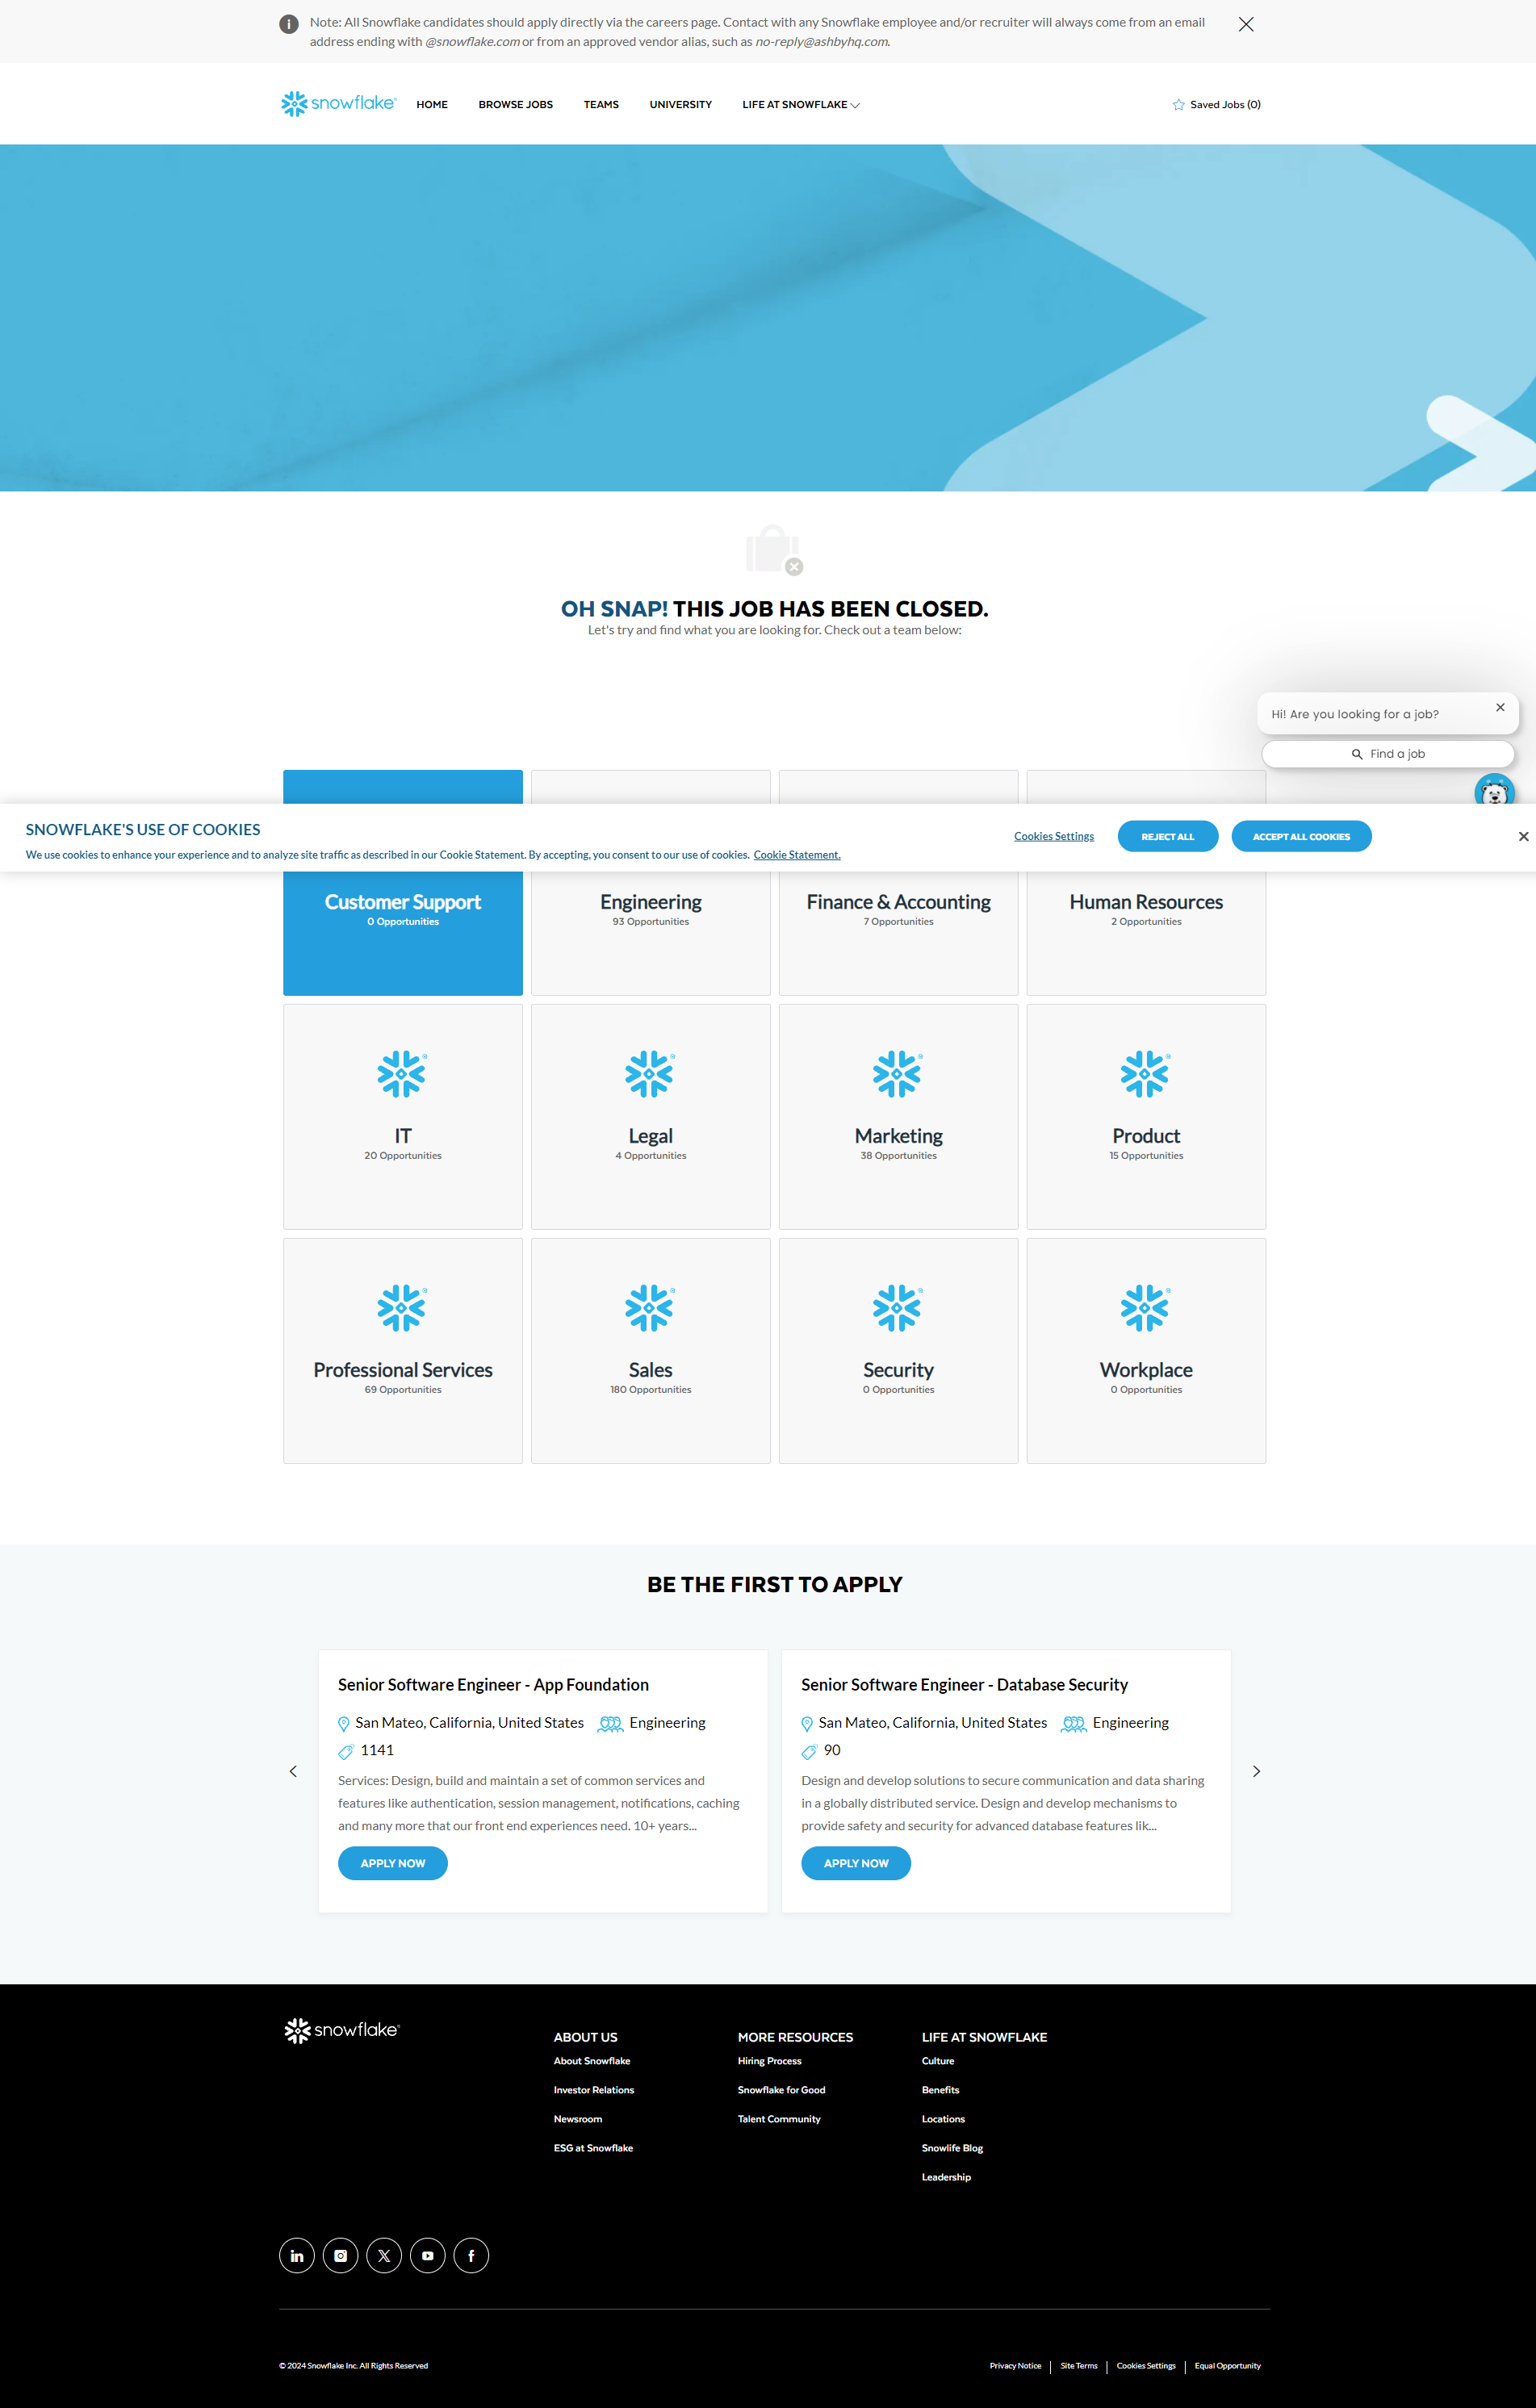 Note: All Snowflake candidates should apply directly via the careers page. Contact with any Snowflake employee and/or recruiter will always come from an email
address ending with @snowflake.com or from an approved vendor alias, such as no-reply@ashbyhq.com.
snowflake®
HOME
BROWSE JOBS
TEAMS
UNIVERSITY
LIFE AT SNOWFLAKE
Saved Jobs (0)
OH SNAP! THIS JOB HAS BEEN CLOSED.
Let's try and find what you are looking for. Check out a team below:
Hi! Are you looking for a job?
Find a job
SNOWFLAKE'S USE OF COOKIES
We use cookies to enhance your experience and to analyze site traffic as described in our Cookie Statement. By accepting, you consent to our use of cookies. Cookie Statement.
Cookies Settings
REJECT ALL
ACCEPT ALL COOKIES
Customer Support
0 Opportunities
Engineering
93 Opportunities
Finance & Accounting
7 Opportunities
Human Resources
2 Opportunities
IT
20 Opportunities
Legal
4 Opportunities
Marketing
38 Opportunities
Product
15 Opportunities
Professional Services
69 Opportunities
Sales
180 Opportunities
Security
0 Opportunities
Workplace
0 Opportunities
BE THE FIRST TO APPLY
Senior Software Engineer - App Foundation
San Mateo, California, United States
Engineering
1141
Services: Design, build and maintain a set of common services and
features like authentication, session management, notifications, caching
and many more that our front end experiences need. 10+ years...
APPLY NOW
Senior Software Engineer - Database Security
San Mateo, California, United States
Engineering
90
Design and develop solutions to secure communication and data sharing
in a globally distributed service. Design and develop mechanisms to
provide safety and security for advanced database features lik...
APPLY NOW
snowflake®
ABOUT US
About Snowflake
Investor Relations
Newsroom
ESG at Snowflake
MORE RESOURCES
Hiring Process
Snowflake for Good
Talent Community
LIFE AT SNOWFLAKE
Culture
Benefits
Locations
Snowlife Blog
Leadership
© 2024 Snowflake Inc. All Rights Reserved
Privacy Notice
Site Terms
Cookies Settings
Equal Opportunity